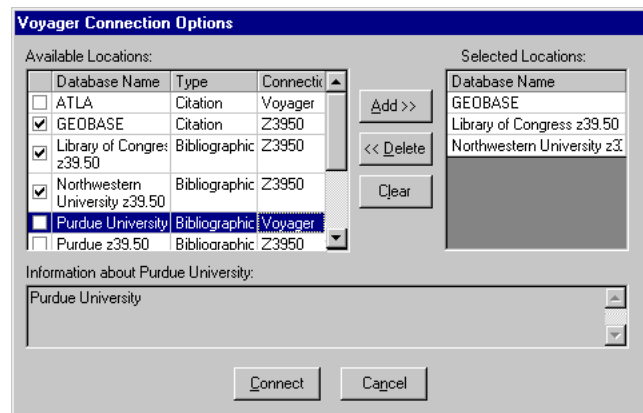 Voyager Connection Options
Available Locations:
Selected Locations:
Database Name Type Connectic
ATLA Citation Voyager
GEOBASE Citation Z3950
Library of Congres z39.50 Bibliographic Z3950
Northwestern University z39.50 Bibliographic Z3950
Purdue University Bibliographic Voyager
Purdue z39.50 Bibliographic Z3950
Add >>
<< Delete
Clear
Database Name
GEOBASE
Library of Congress z39.50
Northwestern University z3
Information about Purdue University:
Purdue University
Connect
Cancel